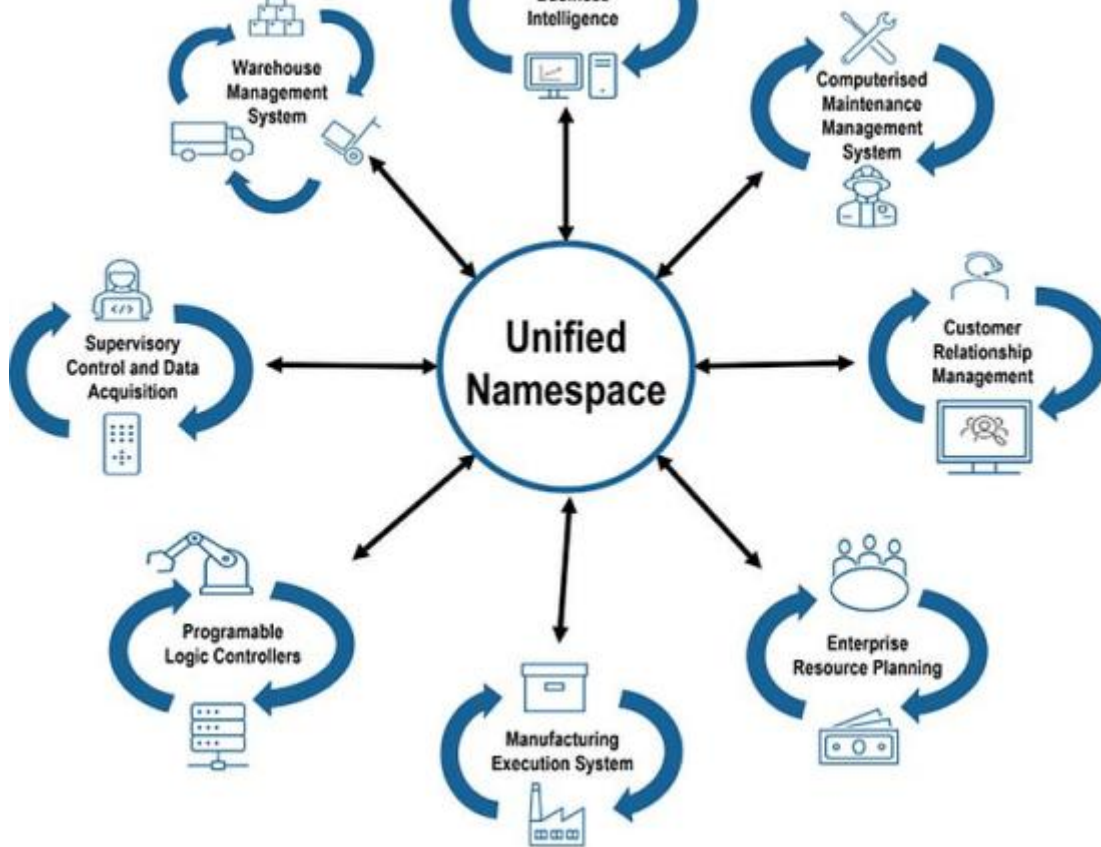 Business
Intelligence
Warehouse
Management
System
Computerised
Maintenance
Management
System
Supervisory
Control and Data
Acquisition
</>
Unified
Namespace
Customer
Relationship
Management
Programable
Logic Controllers
Enterprise
Resource Planning
Manufacturing
Execution System